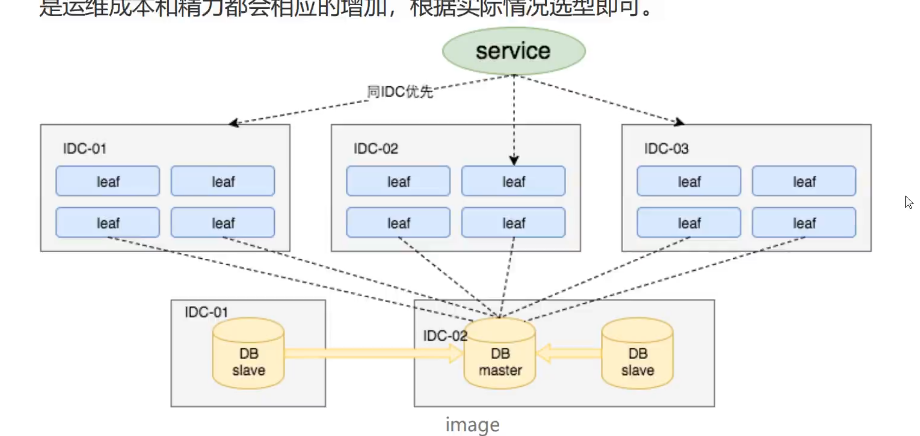 是运维成本和精力都会相应的增加，根据实际情况选型即可。
service
同IDC优先
IDC-01
IDC-02
IDC-03
leaf leaf leaf leaf leaf leaf
leaf leaf leaf leaf leaf leaf
IDC-01
IDC-02
DB
slave
DB
master
DB
slave
image